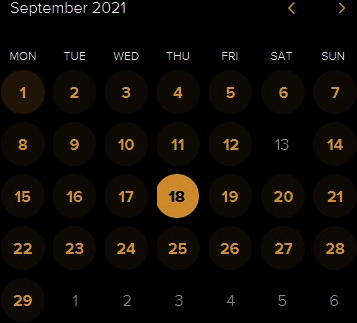 September 2021
MON TUE WED THU FRI SAT SUN
1 2 3 4 5 6 7
8 9 10 11 12 13 14
15 16 17 18 19 20 21
22 23 24 25 26 27 28
29 1 2 3 4 5 6